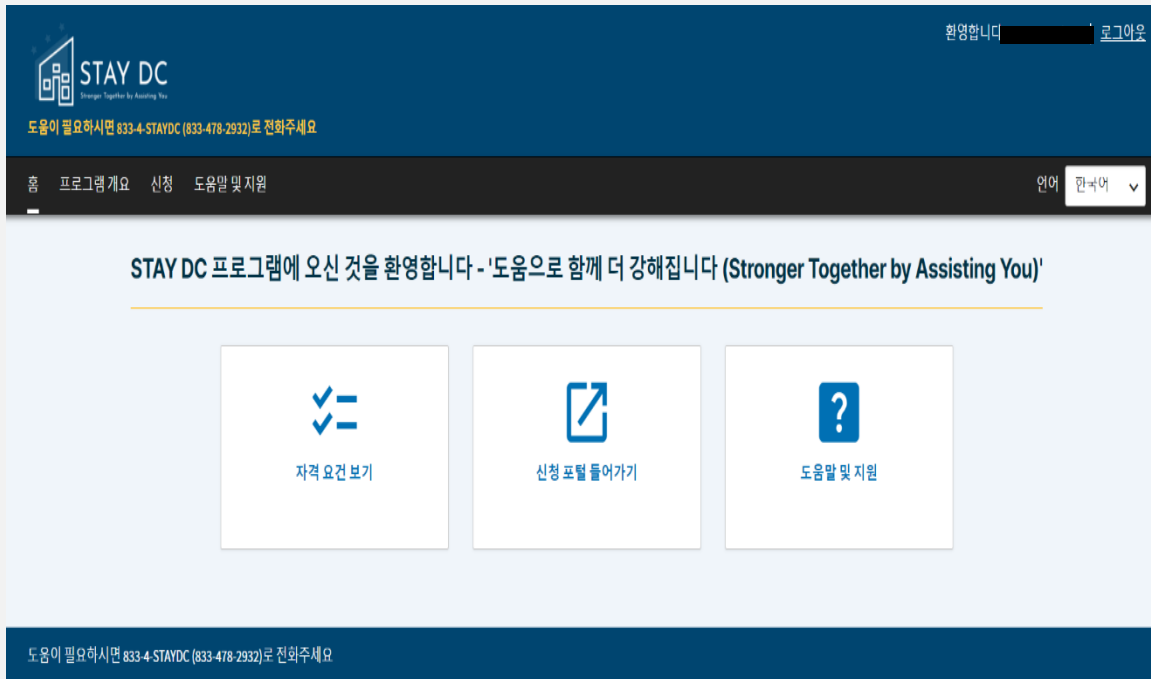 환영합니다
로그아웃
STAY DC
Stronger Together by Assisting You
도움이 필요하시면 833-4-STAYDC (833-478-2932)로 전화주세요
홈 프로그램 개요 신청 도움말 및 지원
언어 한국어
STAY DC 프로그램에 오신 것을 환영합니다 - '도움으로 함께 더 강해집니다 (Stronger Together by Assisting You)'
자격 요건 보기
신청 포털 들어가기
도움말 및 지원
도움이 필요하시면 833-4-STAYDC (833-478-2932)로 전화주세요